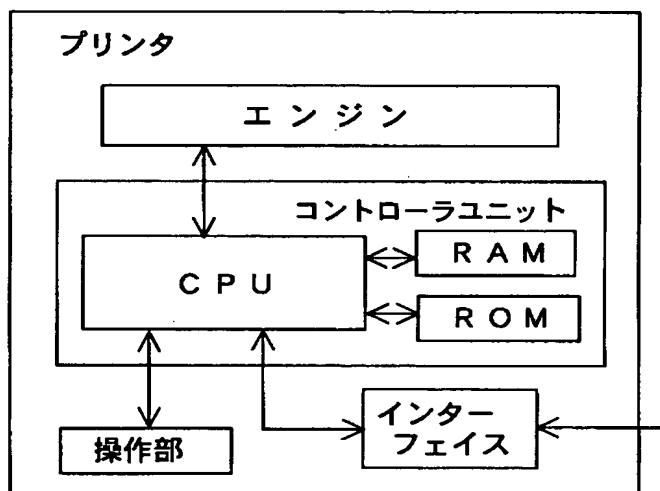 プリンタ
エンジン
コントローラユニット
CPU
RAM
ROM
操作部
インター
フェイス